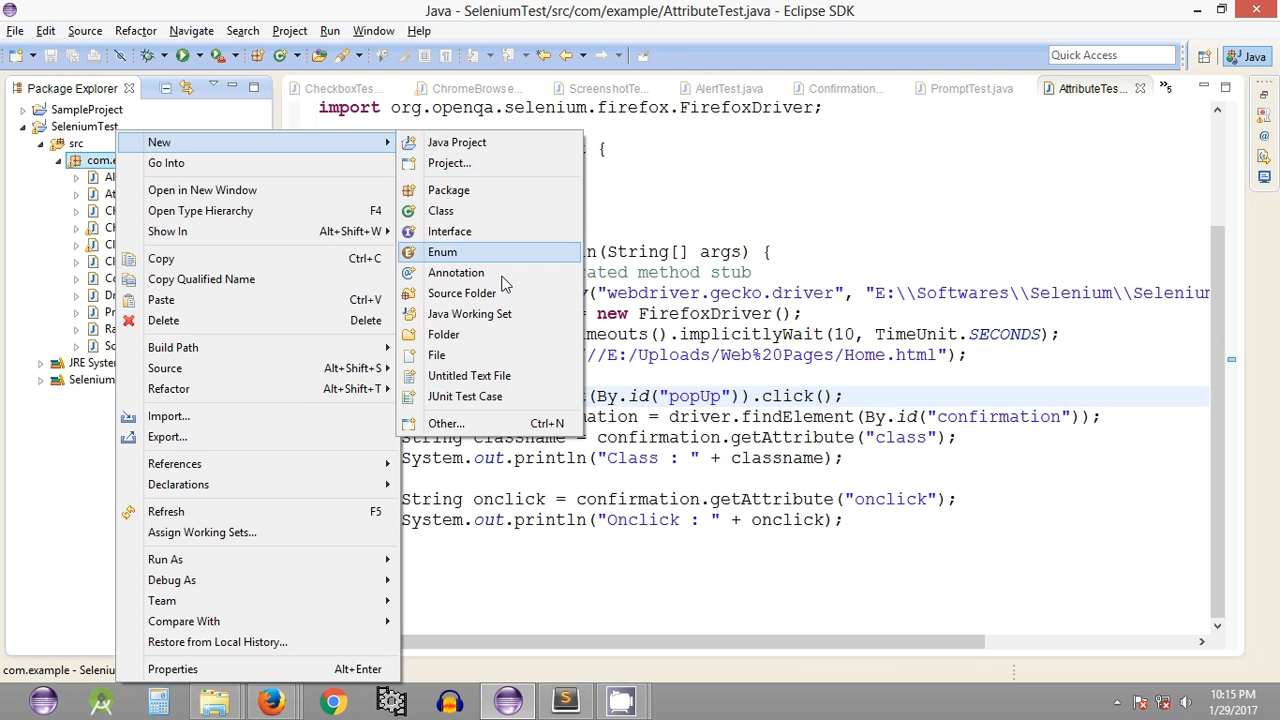 Java - SeleniumTest/src/com/example/AttributeTest.java - Eclipse SDK
File Edit Source Refactor Navigate Search Project Run Window Help
Quick Access
Java
Package Explorer
CheckboxTes...
ChromeBrowse...
ScreenshotTe...
AlertTest.java
Confirmation...
PromptTest.java
AttributeTes...
»5
SampleProject
SeleniumTest
src
com.e
JRE System
Selenium
New
Go Into
Open in New Window
Open Type Hierarchy F4
Show In Alt+Shift+W
Copy Ctrl+C
Copy Qualified Name
Paste Ctrl+V
Delete Delete
Build Path
Source Alt+Shift+S
Refactor Alt+Shift+T
Import...
Export...
References
Declarations
Refresh F5
Assign Working Sets...
Run As
Debug As
Team
Compare With
Restore from Local History...
Properties Alt+Enter
Java Project
Project...
Package
Class
Interface
Enum
Annotation
Source Folder
Java Working Set
Folder
File
Untitled Text File
JUnit Test Case
Other... Ctrl+N
import org.openqa.selenium.firefox.FirefoxDriver;
{
n(String[] args) {
rated method stub
y("webdriver.gecko.driver", "E:\\Softwares\\Selenium\\Seleniu
= new FirefoxDriver();
imeouts().implicitlyWait(10, TimeUnit.SECONDS);
//E:/Uploads/Web%20Pages/Home.html");
(By.id("popUp")).click();
mation = driver.findElement(By.id("confirmation"));
String classname = confirmation.getAttribute("class");
System.out.println("Class : " + classname);
String onclick = confirmation.getAttribute("onclick");
System.out.println("Onclick : " + onclick);
com.example - Selenium
10:15 PM
1/29/2017